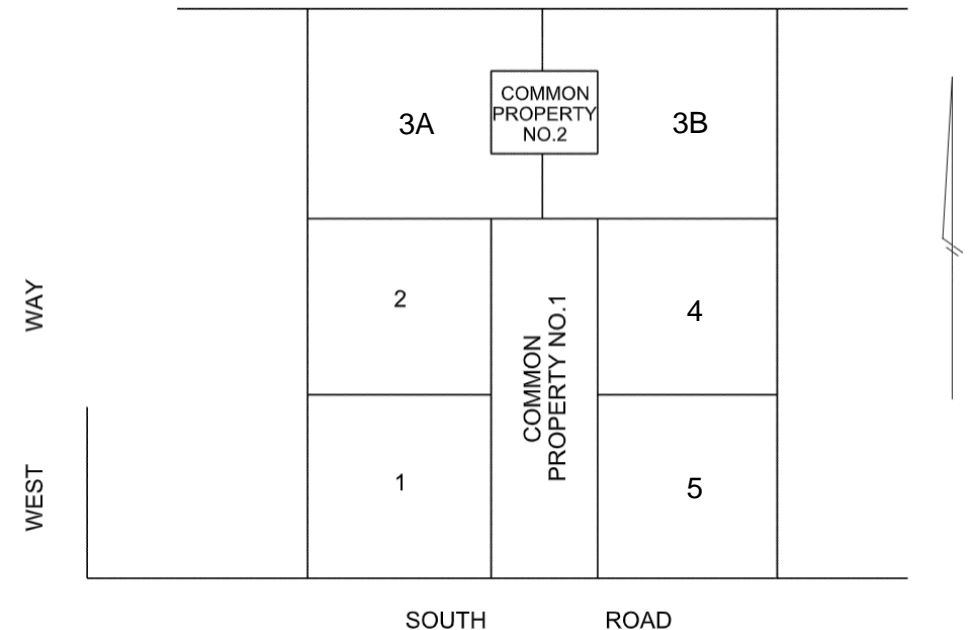 COMMON
PROPERTY
NO.2
3A
3B
2
4
COMMON
PROPERTY NO.1
1
5
WEST WAY
SOUTH ROAD